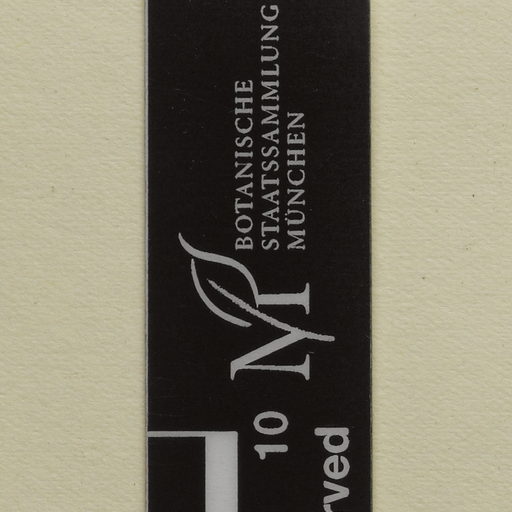 BOTANISCHE
STAATSSAMMLUNG
MÜNCHEN
M
10
rved